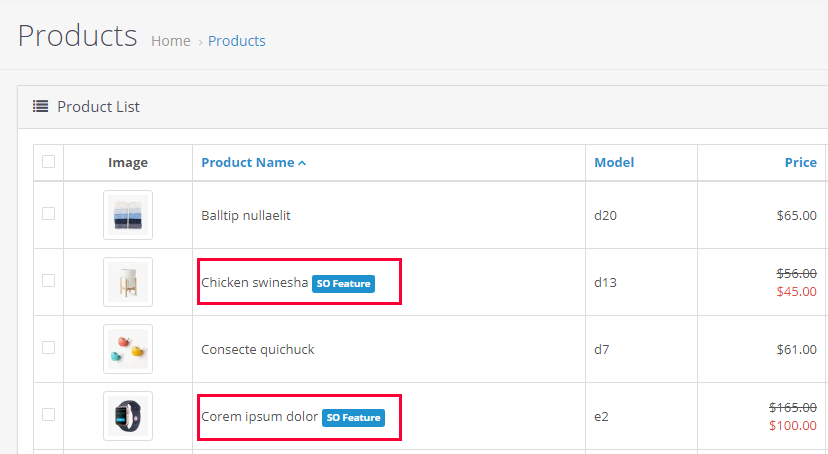 Products Home › Products
Product List
Image Product Name Model Price
Balltip nullaelit d20 $65.00
Chicken swinesha SO Feature d13 $56.00
$45.00
Consecte quichuck d7 $61.00
Corem ipsum dolor SO Feature e2 $165.00
$100.00